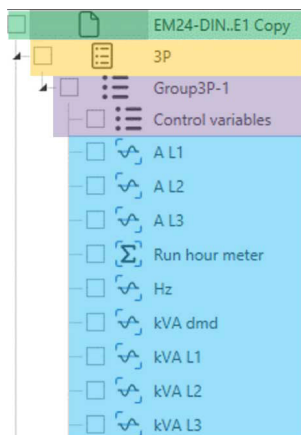 EM24-DIN..E1 Copy
3P
Group3P-1
Control variables
A L1
A L2
A L3
Run hour meter
Hz
kVA dmd
kVA L1
kVA L2
kVA L3